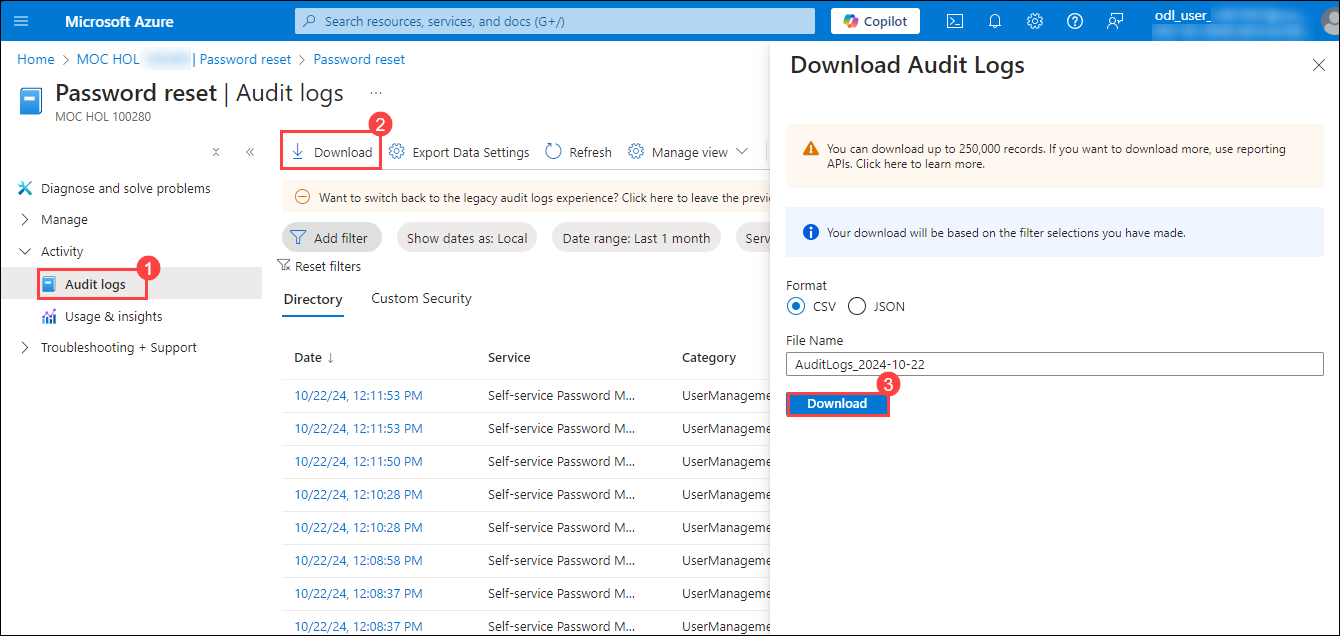 Microsoft Azure
Search resources, services, and docs (G+/)
Copilot
odl_user_
Home > MOC HOL | Password reset > Password reset
Password reset | Audit logs ...
MOC HOL 100280
Diagnose and solve problems
Manage
Activity
1
Audit logs
Usage & insights
Troubleshooting + Support
2
Download
Export Data Settings
Refresh
Manage view
Want to switch back to the legacy audit logs experience? Click here to leave the previe
Add filter
Show dates as: Local
Date range: Last 1 month
Serv
Reset filters
Directory
Custom Security
Date ↓ Service Category
10/22/24, 12:11:53 PM Self-service Password M... UserManageme
10/22/24, 12:11:53 PM Self-service Password M... UserManageme
10/22/24, 12:11:50 PM Self-service Password M... UserManageme
10/22/24, 12:10:28 PM Self-service Password M... UserManageme
10/22/24, 12:10:28 PM Self-service Password M... UserManageme
10/22/24, 12:08:58 PM Self-service Password M... UserManageme
10/22/24, 12:08:37 PM Self-service Password M... UserManageme
10/22/24, 12:08:37 PM Self-service Password M... UserManageme
Download Audit Logs
You can download up to 250,000 records. If you want to download more, use reporting
APIs. Click here to learn more.
Your download will be based on the filter selections you have made.
Format
CSV JSON
File Name
AuditLogs_2024-10-22
3
Download